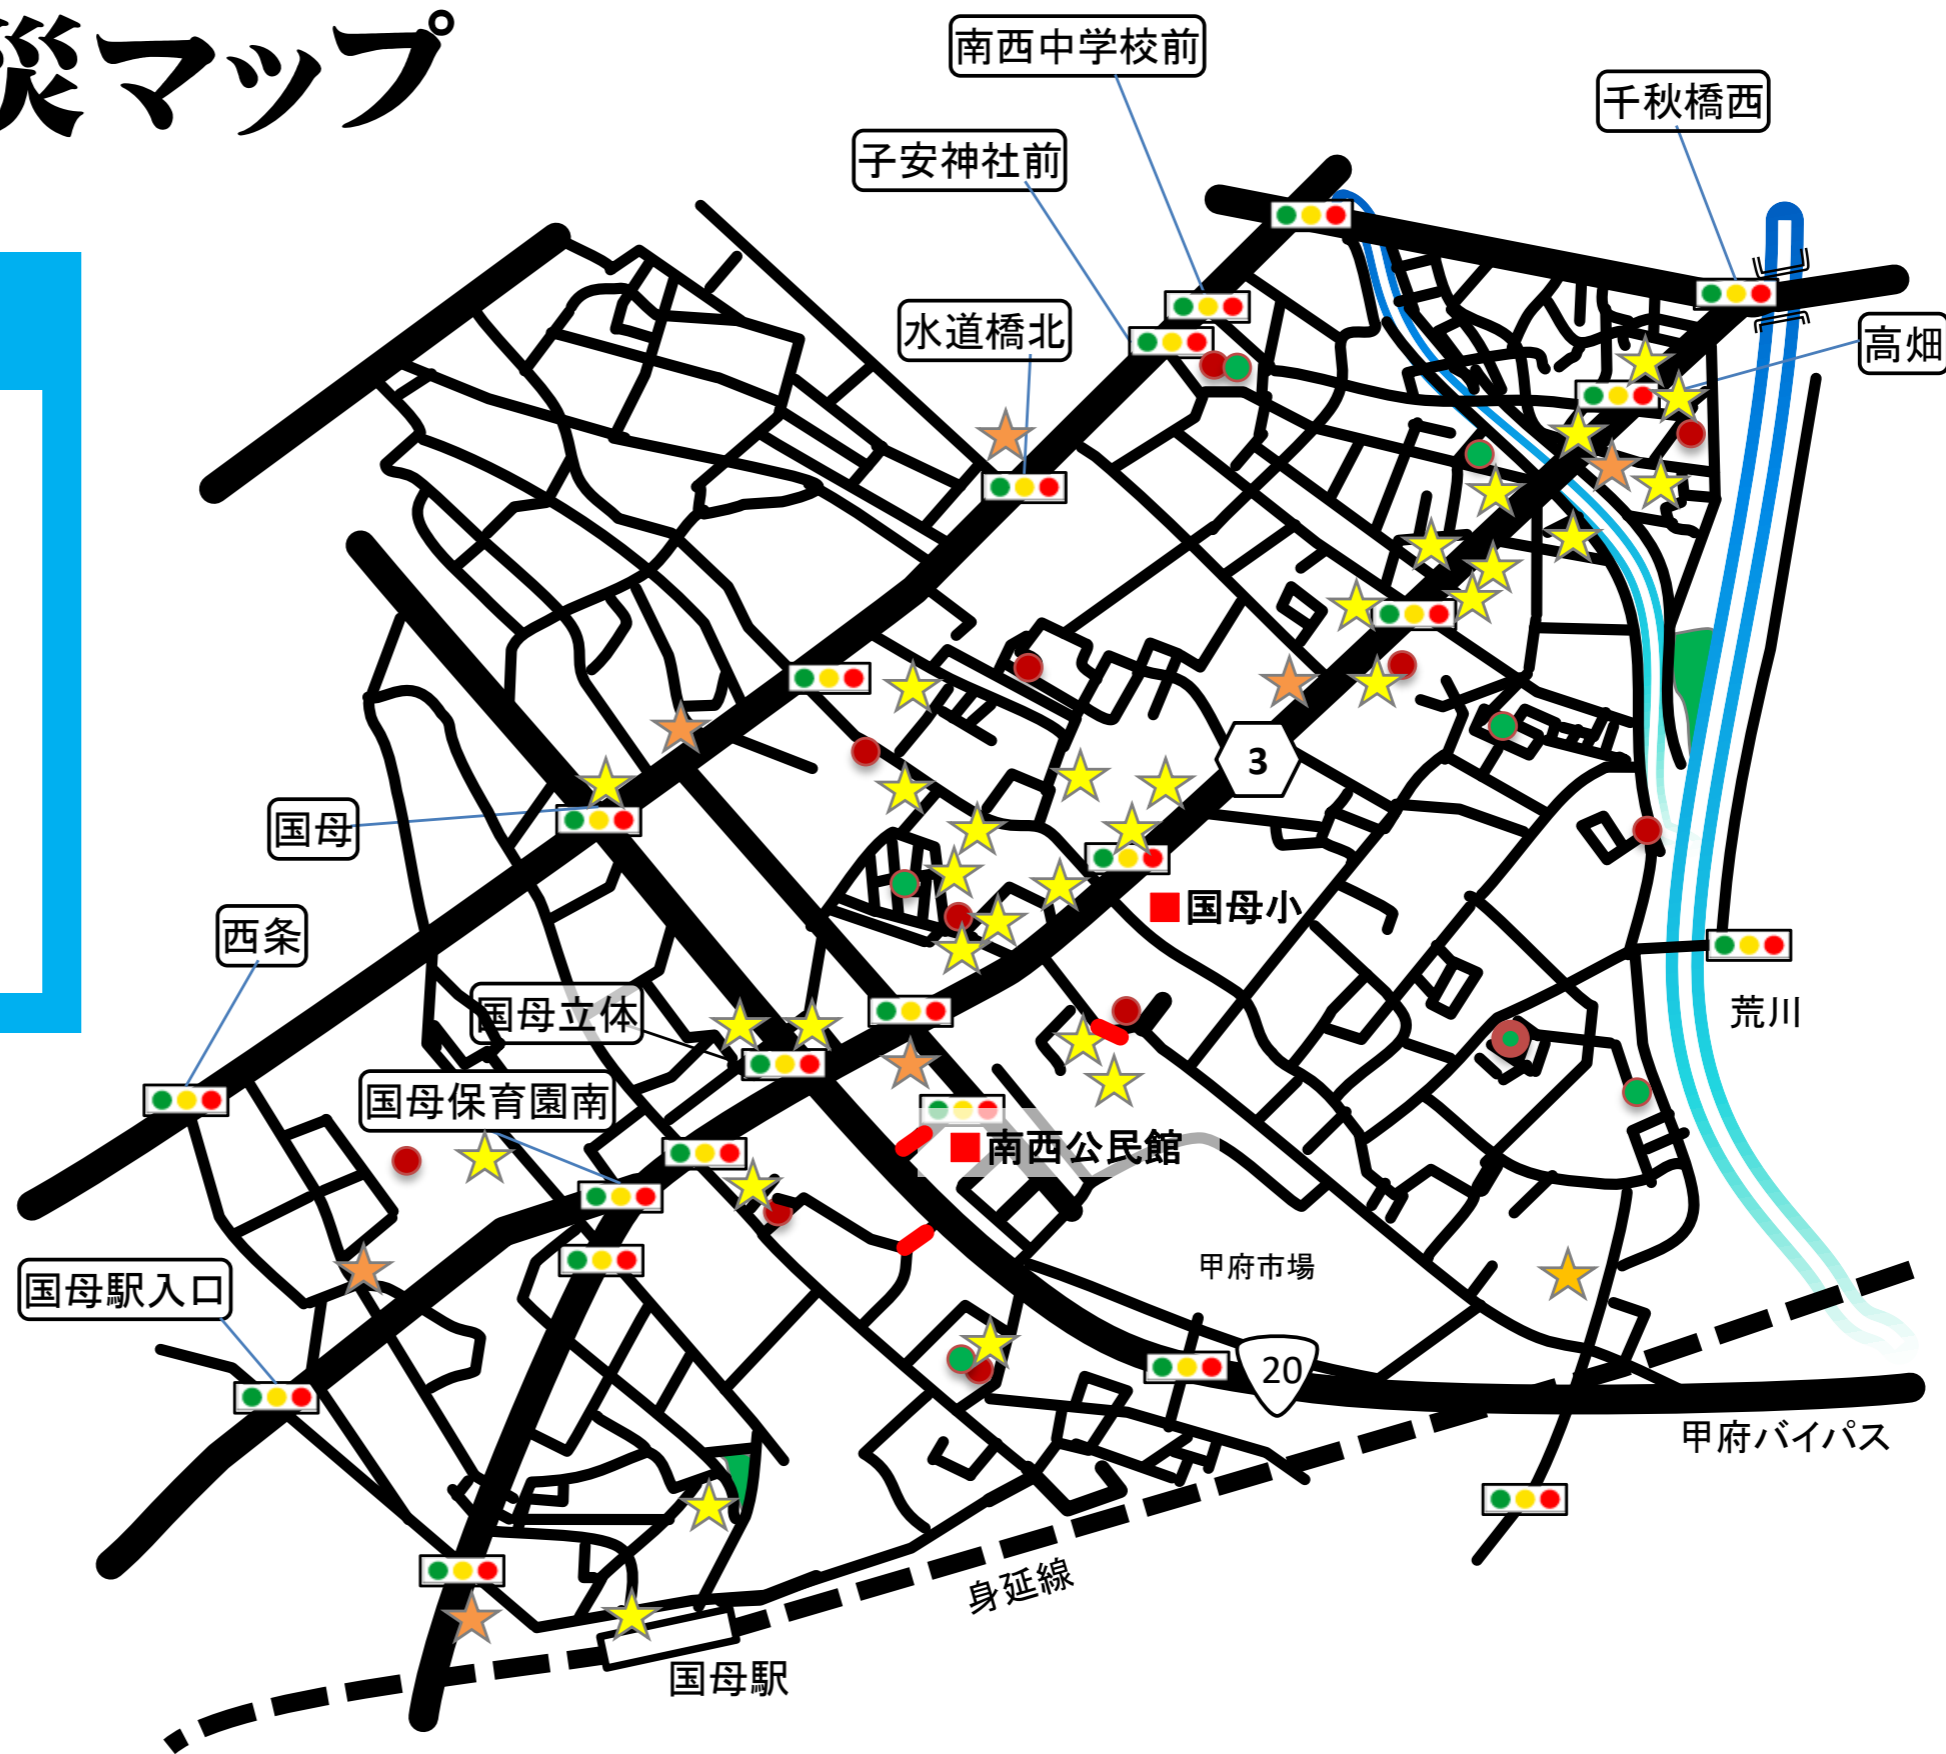 災マップ
南西中学校前
千秋橋西
子安神社前
水道橋北
高畑
3
国母
国母小
西条
国母立体
荒川
国母保育園南
南西公民館
国母駅入口
甲府市場
20
甲府バイパス
身延線
国母駅